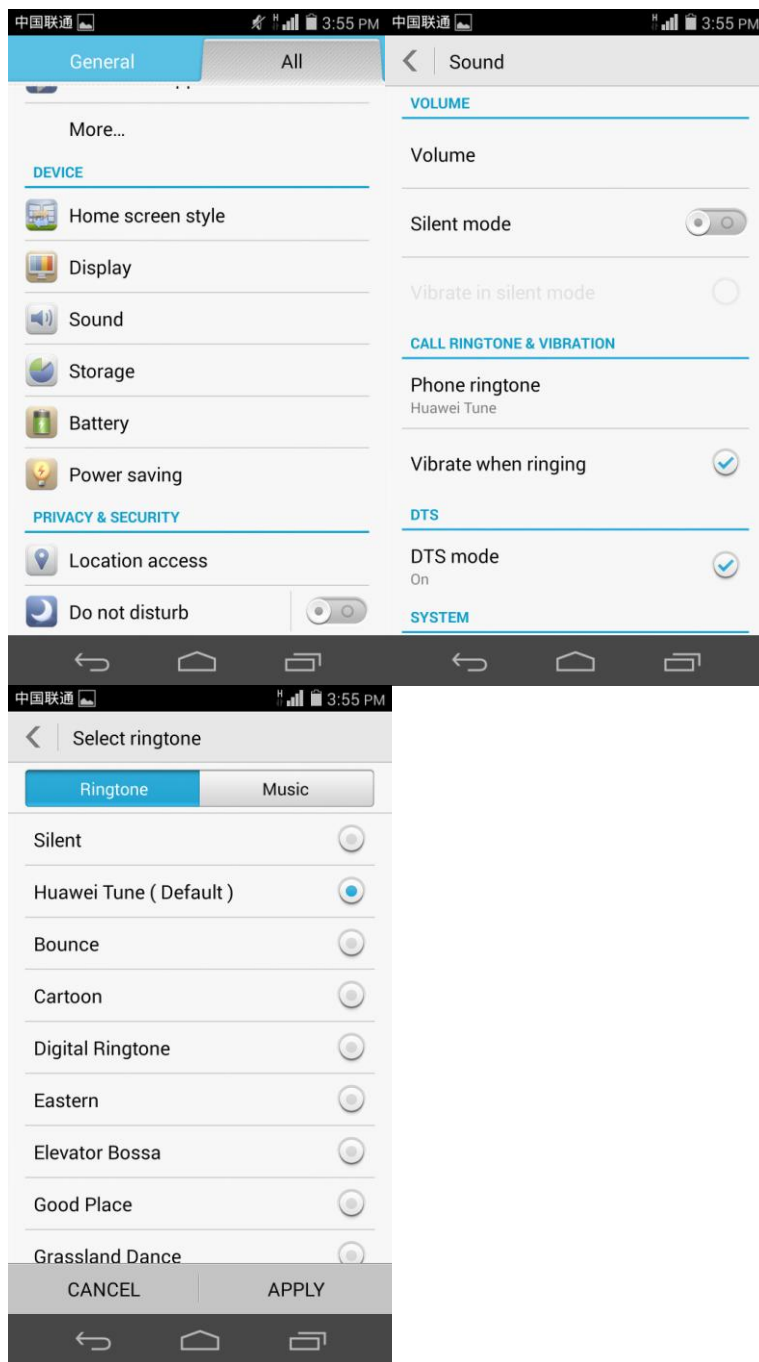 中国联通
3:55 PM
General
All
More...
DEVICE
Home screen style
Display
Sound
Storage
Battery
Power saving
PRIVACY & SECURITY
Location access
Do not disturb
中国联通
H
3:55 PM
Sound
VOLUME
Volume
Silent mode
Vibrate in silent mode
CALL RINGTONE & VIBRATION
Phone ringtone
Huawei Tune
Vibrate when ringing
DTS
DTS mode
On
SYSTEM
中国联通
H
3:55 PM
Select ringtone
Ringtone
Music
Silent
Huawei Tune ( Default )
Bounce
Cartoon
Digital Ringtone
Eastern
Elevator Bossa
Good Place
Grassland Dance
CANCEL
APPLY